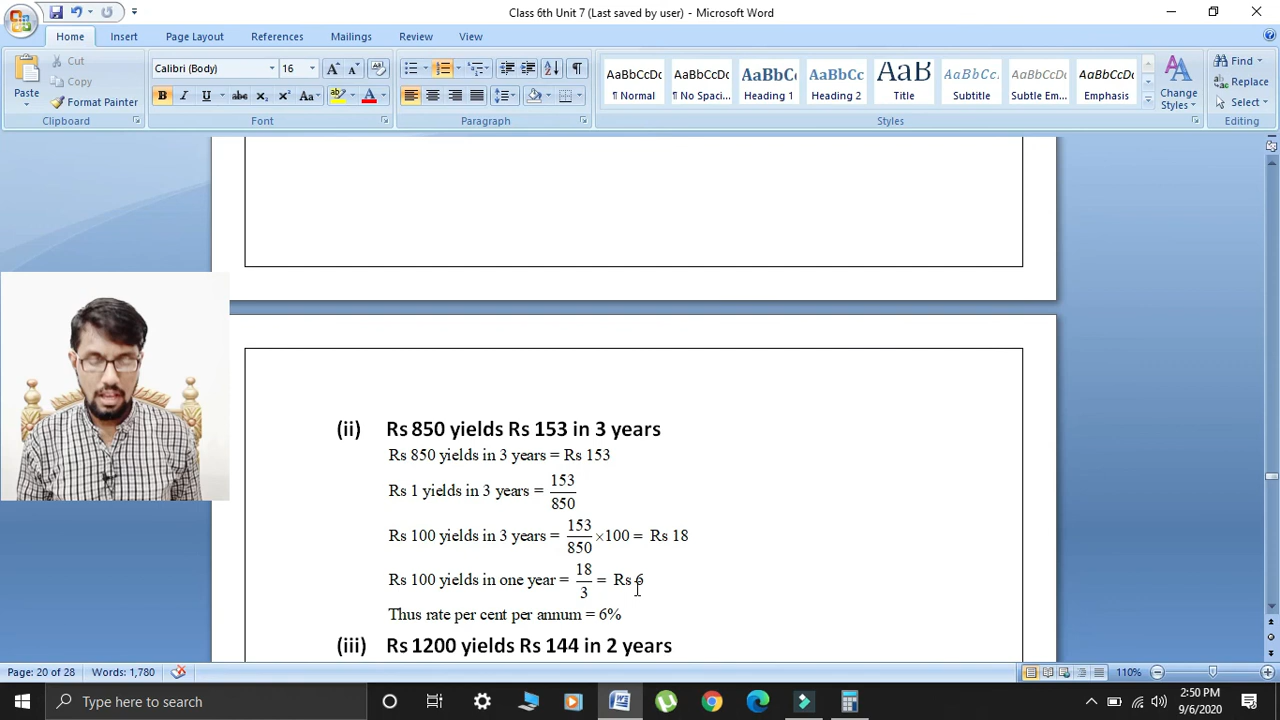 Class 6th Unit 7 (Last saved by user) - Microsoft Word
Home Insert Page Layout References Mailings Review View
Paste
Cut
Copy
Format Painter
Clipboard
Calibri (Body) 16
B I U abc x₂ x² Aa
Font
Paragraph
AaBbCcDc AaBbCcDc AaBbCc AaBbCc AaB AaBbCc. AaBbCcDc AaBbCcDc
¶ Normal ¶ No Spaci... Heading 1 Heading 2 Title Subtitle Subtle Em... Emphasis
Change
Styles
Styles
Find
Replace
Select
Editing
(ii) Rs 850 yields Rs 153 in 3 years
Rs 850 yields in 3 years = Rs 153
Rs 1 yields in 3 years = 153/850
Rs 100 yields in 3 years = 153/850 ×100 = Rs 18
Rs 100 yields in one year = 18/3 = Rs 6
Thus rate per cent per annum = 6%
(iii) Rs 1200 yields Rs 144 in 2 years
Page: 20 of 28 Words: 1,780 110%
Type here to search
2:50 PM
9/6/2020